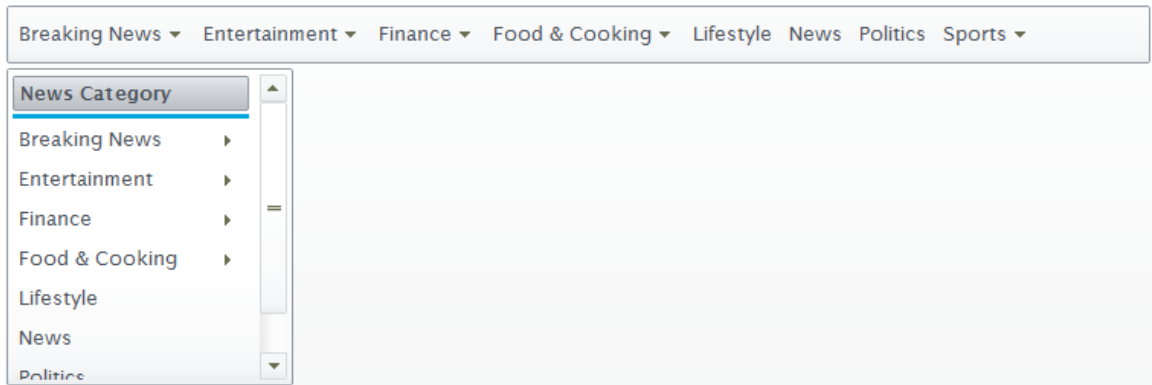 Breaking News Entertainment Finance Food & Cooking Lifestyle News Politics Sports
News Category
Breaking News
Entertainment
Finance
Food & Cooking
Lifestyle
News
Politics